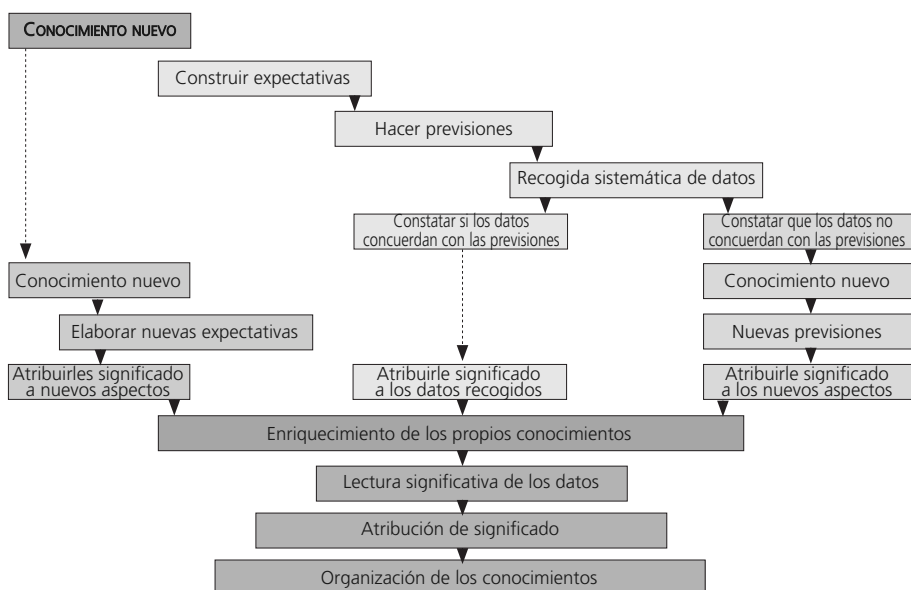 CONOCIMIENTO NUEVO
Construir expectativas
Hacer previsiones
Recogida sistemática de datos
Constatar si los datos
concuerdan con las previsiones
Constatar que los datos no
concuerdan con las previsiones
Conocimiento nuevo
Conocimiento nuevo
Elaborar nuevas expectativas
Nuevas previsiones
Atribuirles significado
a nuevos aspectos
Atribuirle significado
a los datos recogidos
Atribuirle significado
a los nuevos aspectos
Enriquecimiento de los propios conocimientos
Lectura significativa de los datos
Atribución de significado
Organización de los conocimientos